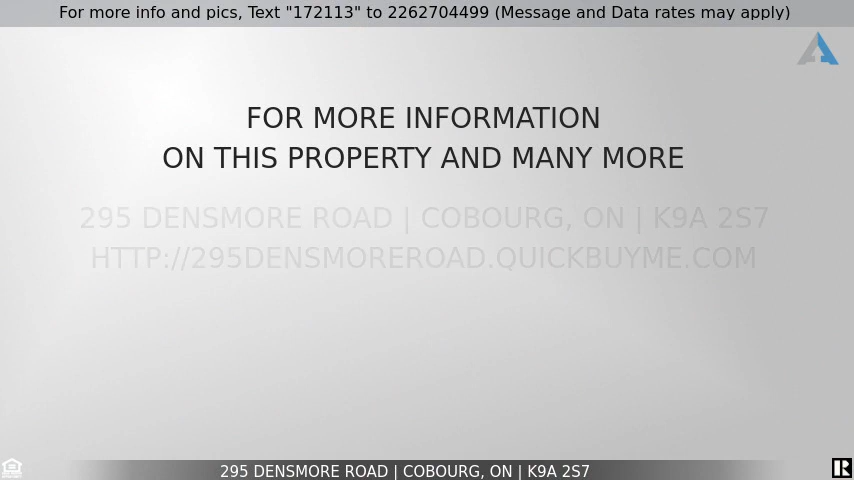 For more info and pics, Text "172113" to 2262704499 (Message and Data rates may apply)
FOR MORE INFORMATION
ON THIS PROPERTY AND MANY MORE
295 DENSMORE ROAD | COBOURG, ON | K9A 2S7
HTTP://295DENSMOREROAD.QUICKBUYME.COM
295 DENSMORE ROAD | COBOURG, ON | K9A 2S7